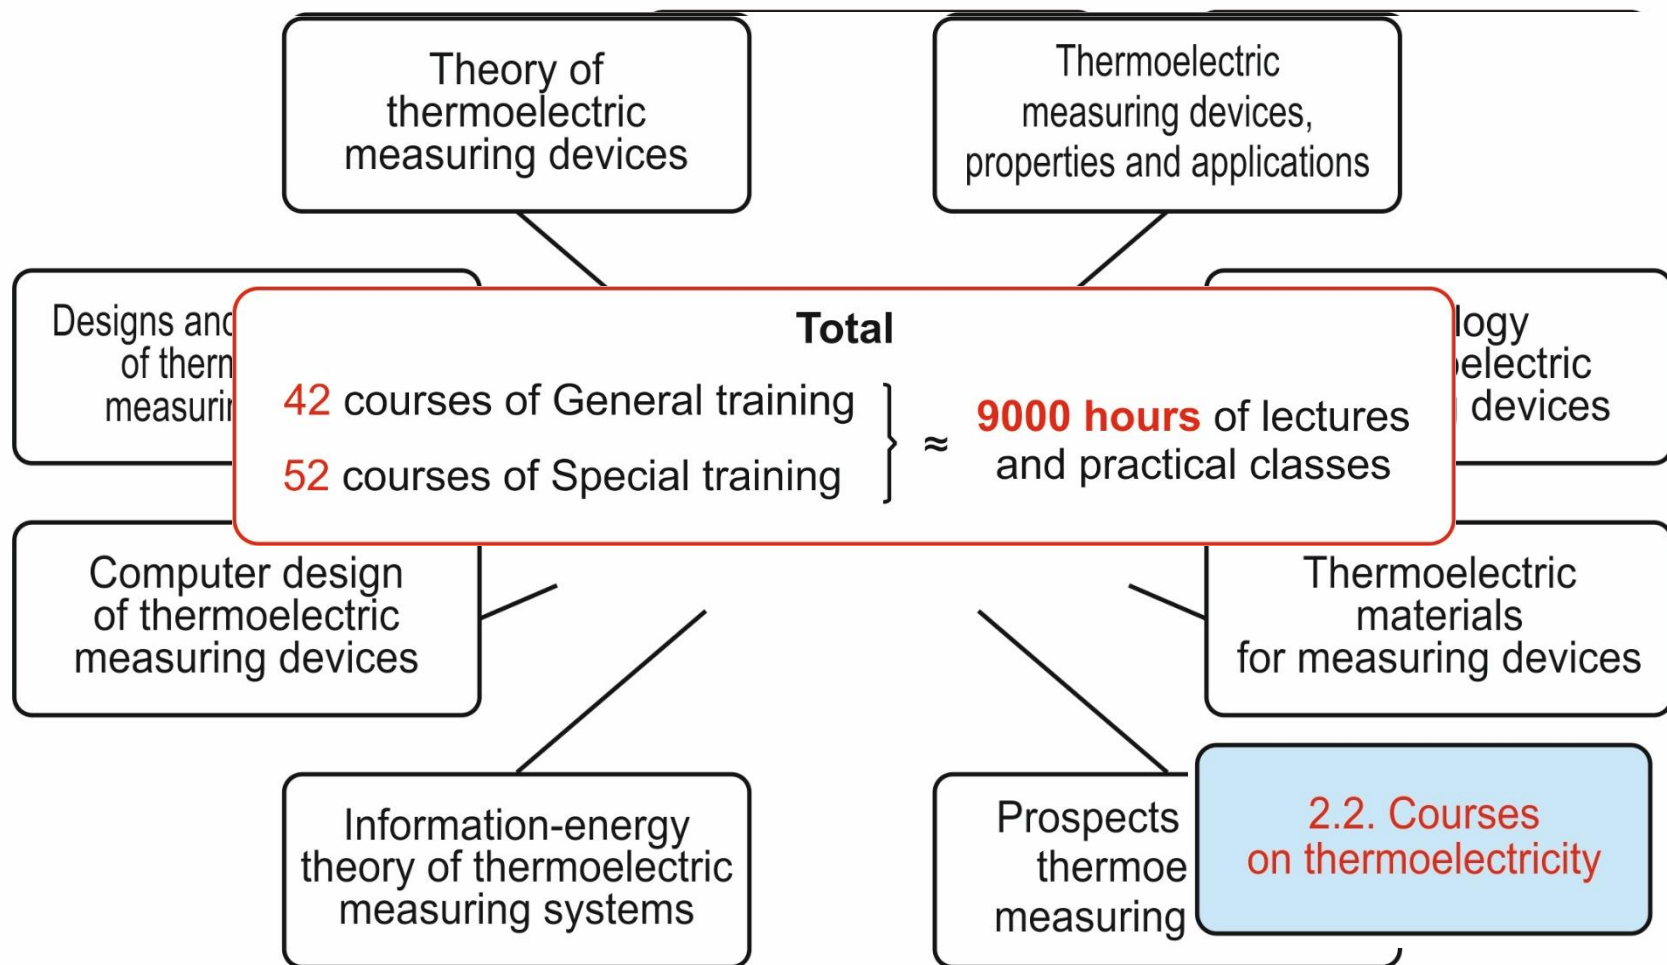 Theory of
thermoelectric
measuring devices
Thermoelectric
measuring devices,
properties and applications
Designs and
of therm
measuri
Total
42 courses of General training
52 courses of Special training
≈
9000 hours of lectures
and practical classes
logy
electric
devices
Computer design
of thermoelectric
measuring devices
Thermoelectric
materials
for measuring devices
Information-energy
theory of thermoelectric
measuring systems
Prospects
thermoe
measuring
2.2. Courses
on thermoelectricity